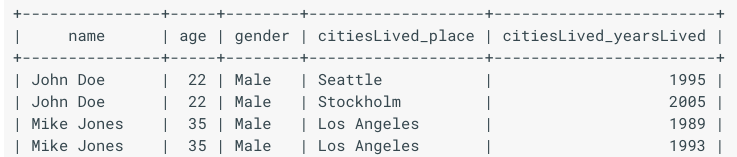 +---------------+-----+--------+--------------------+------------------------+
|     name      | age | gender | citiesLived_place | citiesLived_yearsLived |
+---------------+-----+--------+--------------------+------------------------+
| John Doe      |  22 | Male   | Seattle           |                   1995 |
| John Doe      |  22 | Male   | Stockholm         |                   2005 |
| Mike Jones    |  35 | Male   | Los Angeles       |                   1989 |
| Mike Jones    |  35 | Male   | Los Angeles       |                   1993 |